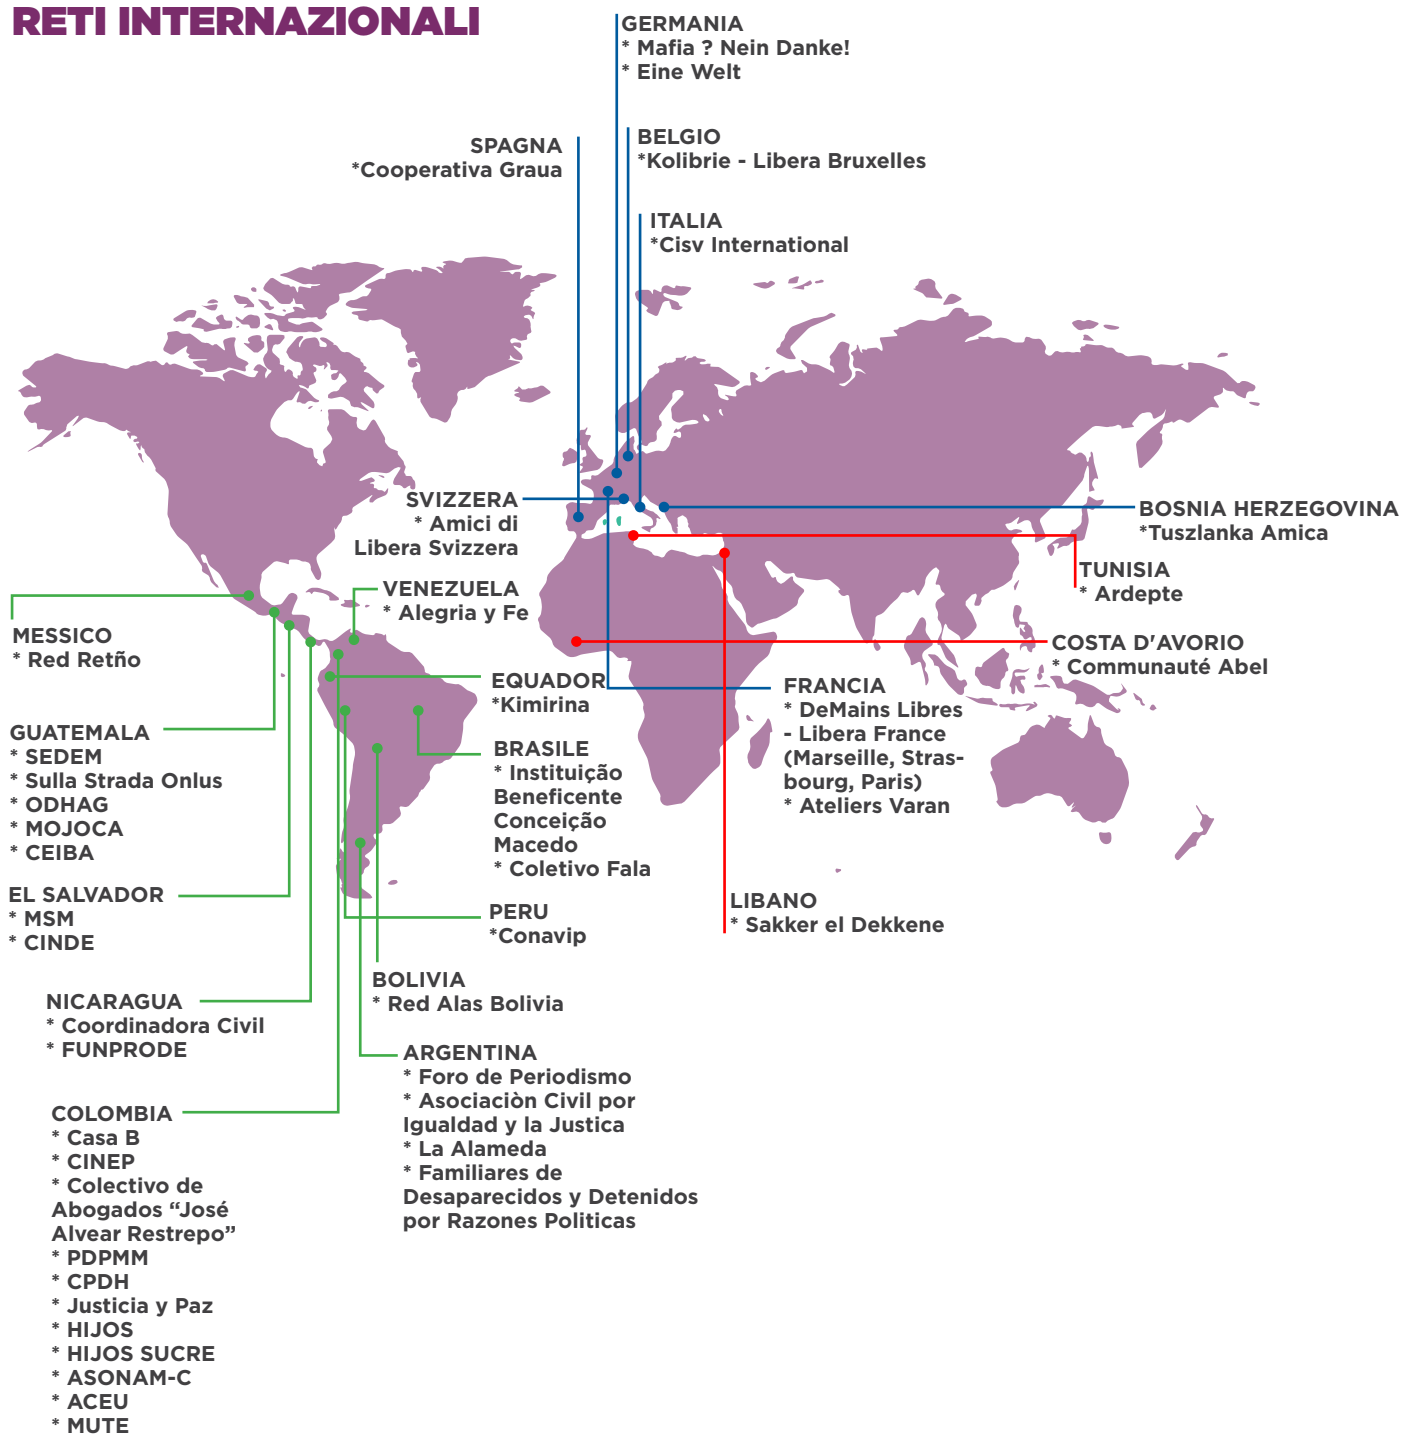 RETI INTERNAZIONALI
GERMANIA
* Mafia ? Nein Danke!
* Eine Welt
SPAGNA
*Cooperativa Graua
BELGIO
*Kolibrie - Libera Bruxelles
ITALIA
*Cisv International
SVIZZERA
* Amici di
Libera Svizzera
BOSNIA HERZEGOVINA
*Tuszlanka Amica
TUNISIA
* Ardepte
VENEZUELA
* Alegria y Fe
MESSICO
* Red Retño
COSTA D'AVORIO
* Communauté Abel
EQUADOR
*Kimirina
FRANCIA
* DeMains Libres
- Libera France
(Marseille, Stras-
bourg, Paris)
* Ateliers Varan
GUATEMALA
* SEDEM
* Sulla Strada Onlus
* ODHAG
* MOJOCA
* CEIBA
BRASILE
* Instituição
Beneficente
Conceição
Macedo
* Coletivo Fala
EL SALVADOR
* MSM
* CINDE
PERU
*Conavip
LIBANO
* Sakker el Dekkene
BOLIVIA
* Red Alas Bolivia
NICARAGUA
* Coordinadora Civil
* FUNPRODE
ARGENTINA
* Foro de Periodismo
* Asociaciòn Civil por
Igualdad y la Justica
* La Alameda
* Familiares de
Desaparecidos y Detenidos
por Razones Politicas
COLOMBIA
* Casa B
* CINEP
* Colectivo de
Abogados “José
Alvear Restrepo”
* PDPMM
* CPDH
* Justicia y Paz
* HIJOS
* HIJOS SUCRE
* ASONAM-C
* ACEU
* MUTE